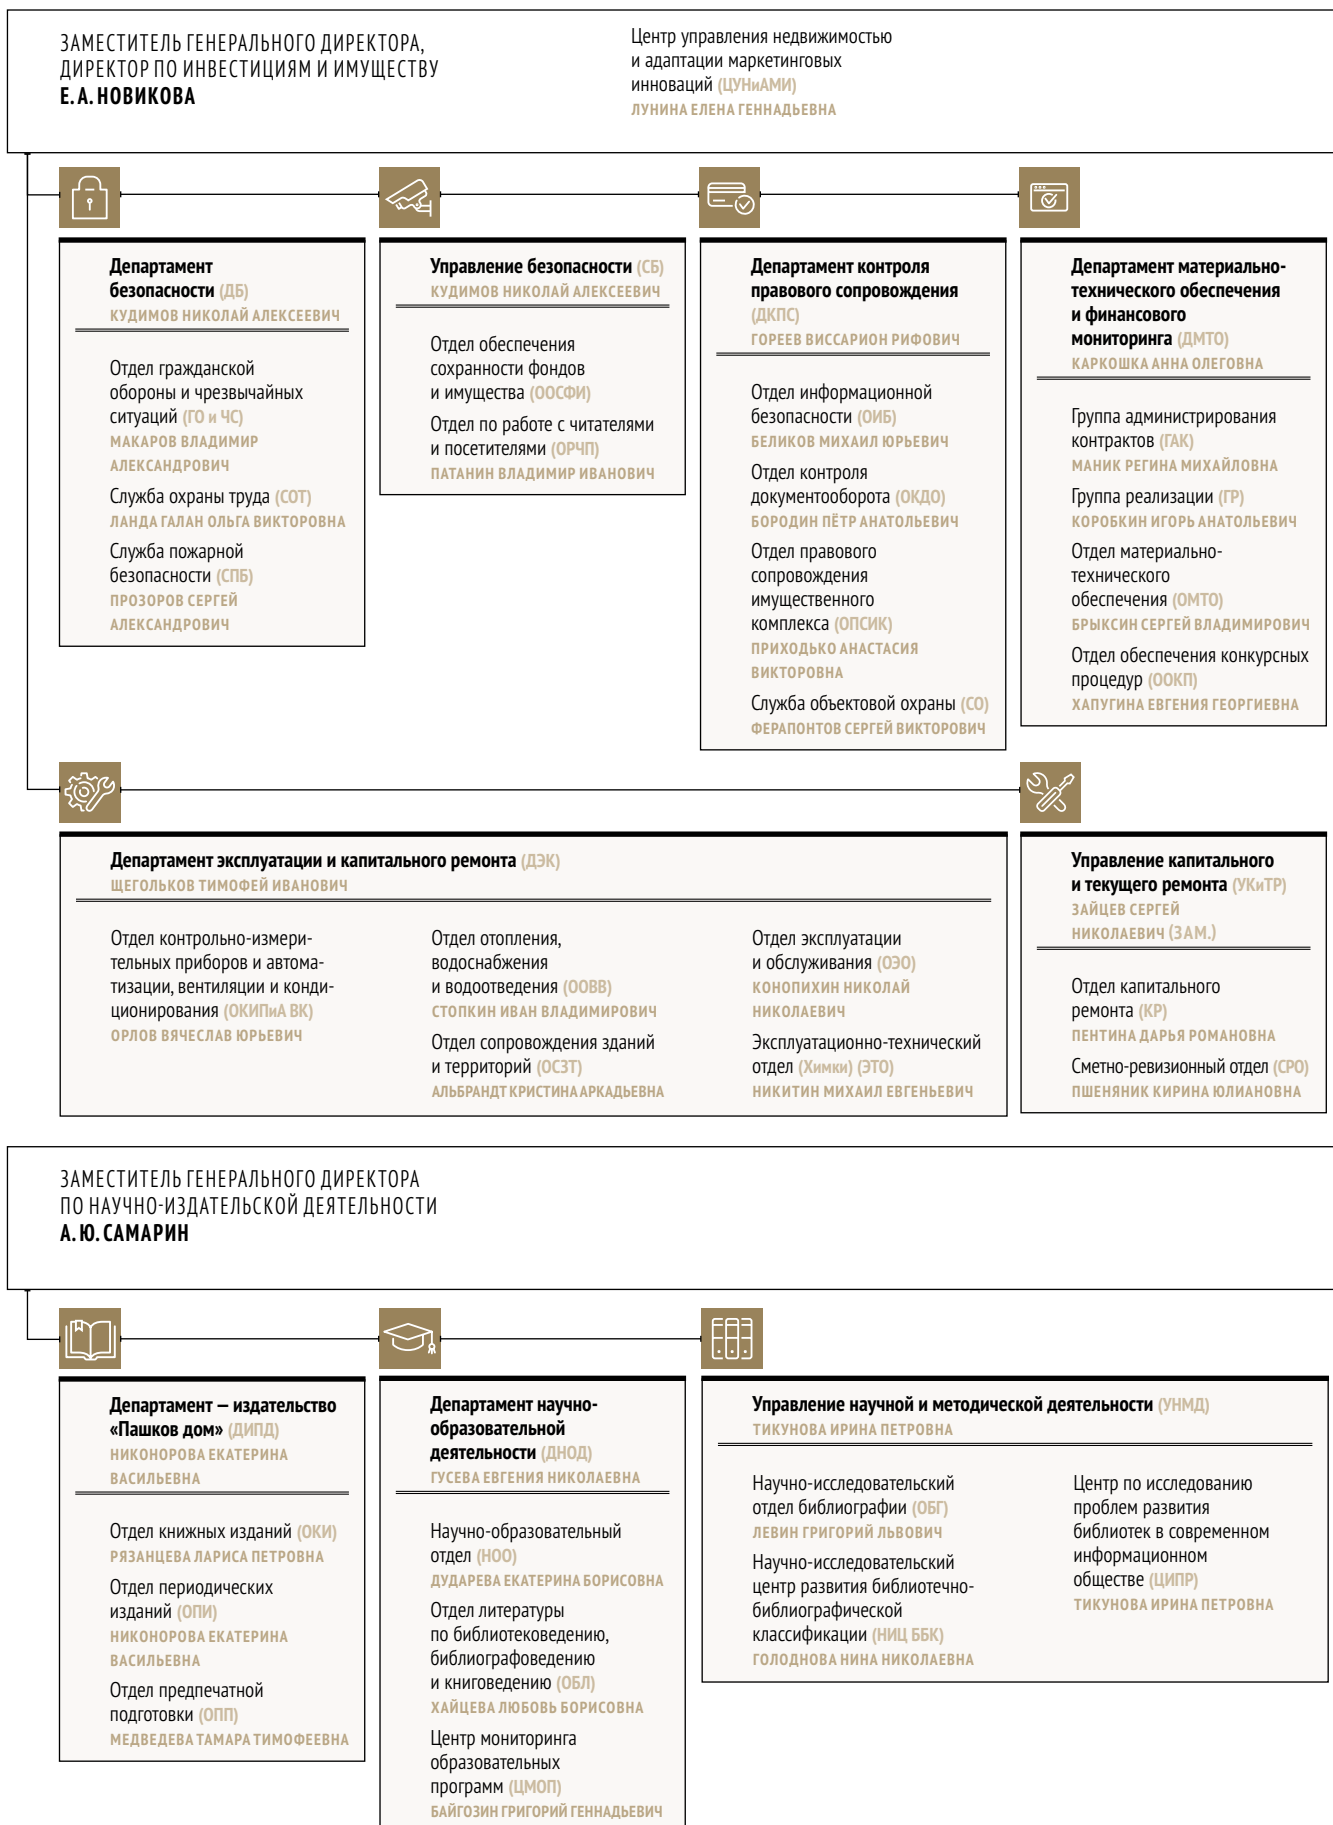 ЗАМЕСТИТЕЛЬ ГЕНЕРАЛЬНОГО ДИРЕКТОРА,
ДИРЕКТОР ПО ИНВЕСТИЦИЯМ И ИМУЩЕСТВУ
Е. А. НОВИКОВА
Центр управления недвижимостью
и адаптации маркетинговых
инноваций (ЦУНиАМИ)
ЛУНИНА ЕЛЕНА ГЕННАДЬЕВНА
Департамент
безопасности (ДБ)
КУДИМОВ НИКОЛАЙ АЛЕКСЕЕВИЧ
Отдел гражданской
обороны и чрезвычайных
ситуаций (ГО и ЧС)
МАКАРОВ ВЛАДИМИР
АЛЕКСАНДРОВИЧ
Служба охраны труда (СОТ)
ЛАНДА ГАЛАН ОЛЬГА ВИКТОРОВНА
Служба пожарной
безопасности (СПБ)
ПРОЗОРОВ СЕРГЕЙ
АЛЕКСАНДРОВИЧ
Управление безопасности (СБ)
КУДИМОВ НИКОЛАЙ АЛЕКСЕЕВИЧ
Отдел обеспечения
сохранности фондов
и имущества (ООСФИ)
Отдел по работе с читателями
и посетителями (ОРЧП)
ПАТАНИН ВЛАДИМИР ИВАНОВИЧ
Департамент контроля
правового сопровождения
(ДКПС)
ГОРЕЕВ ВИССАРИОН РИФОВИЧ
Отдел информационной
безопасности (ОИБ)
БЕЛИКОВ МИХАИЛ ЮРЬЕВИЧ
Отдел контроля
документооборота (ОКДО)
БОРОДИН ПЁТР АНАТОЛЬЕВИЧ
Отдел правового
сопровождения
имущественного
комплекса (ОПСИК)
ПРИХОДЬКО АНАСТАСИЯ
ВИКТОРОВНА
Служба объектовой охраны (СО)
ФЕРАПОНТОВ СЕРГЕЙ ВИКТОРОВИЧ
Департамент материально-
технического обеспечения
и финансового
мониторинга (ДМТО)
КАРКОШКА АННА ОЛЕГОВНА
Группа администрирования
контрактов (ГАК)
МАНИК РЕГИНА МИХАЙЛОВНА
Группа реализации (ГР)
КОРОБКИН ИГОРЬ АНАТОЛЬЕВИЧ
Отдел материально-
технического
обеспечения (ОМТО)
БРЫКСИН СЕРГЕЙ ВЛАДИМИРОВИЧ
Отдел обеспечения конкурсных
процедур (ООКП)
ХАПУГИНА ЕВГЕНИЯ ГЕОРГИЕВНА
Департамент эксплуатации и капитального ремонта (ДЭК)
ЩЕГОЛЬКОВ ТИМОФЕЙ ИВАНОВИЧ
Отдел контрольно-измери-
тельных приборов и автома-
тизации, вентиляции и конди-
ционирования (ОКИПиА ВК)
ОРЛОВ ВЯЧЕСЛАВ ЮРЬЕВИЧ
Отдел отопления,
водоснабжения
и водоотведения (ООВВ)
СТОПКИН ИВАН ВЛАДИМИРОВИЧ
Отдел сопровождения зданий
и территорий (ОСЗТ)
АЛЬБРАНДТ КРИСТИНА АРКАДЬЕВНА
Отдел эксплуатации
и обслуживания (ОЭО)
КОНОПИХИН НИКОЛАЙ
НИКОЛАЕВИЧ
Эксплуатационно-технический
отдел (Химки) (ЭТО)
НИКИТИН МИХАИЛ ЕВГЕНЬЕВИЧ
Управление капитального
и текущего ремонта (УКиТР)
ЗАЙЦЕВ СЕРГЕЙ
НИКОЛАЕВИЧ (ЗАМ.)
Отдел капитального
ремонта (КР)
ПЕНТИНА ДАРЬЯ РОМАНОВНА
Сметно-ревизионный отдел (СРО)
ПШЕНЯНИК КИРИНА ЮЛИАНОВНА
ЗАМЕСТИТЕЛЬ ГЕНЕРАЛЬНОГО ДИРЕКТОРА
ПО НАУЧНО-ИЗДАТЕЛЬСКОЙ ДЕЯТЕЛЬНОСТИ
А. Ю. САМАРИН
Департамент — издательство
«Пашков дом» (ДИПД)
НИКОНОРОВА ЕКАТЕРИНА
ВАСИЛЬЕВНА
Отдел книжных изданий (ОКИ)
РЯЗАНЦЕВА ЛАРИСА ПЕТРОВНА
Отдел периодических
изданий (ОПИ)
НИКОНОРОВА ЕКАТЕРИНА
ВАСИЛЬЕВНА
Отдел предпечатной
подготовки (ОПП)
МЕДВЕДЕВА ТАМАРА ТИМОФЕЕВНА
Департамент научно-
образовательной
деятельности (ДНОД)
ГУСЕВА ЕВГЕНИЯ НИКОЛАЕВНА
Научно-образовательный
отдел (НОО)
ДУДАРЕВА ЕКАТЕРИНА БОРИСОВНА
Отдел литературы
по библиотековедению,
библиографоведению
и книговедению (ОБЛ)
ХАЙЦЕВА ЛЮБОВЬ БОРИСОВНА
Центр мониторинга
образовательных
программ (ЦМОП)
БАЙГОЗИН ГРИГОРИЙ ГЕННАДЬЕВИЧ
Управление научной и методической деятельности (УНМД)
ТИКУНОВА ИРИНА ПЕТРОВНА
Научно-исследовательский
отдел библиографии (ОБГ)
ЛЕВИН ГРИГОРИЙ ЛЬВОВИЧ
Научно-исследовательский
центр развития библиотечно-
библиографической
классификации (НИЦ ББК)
ГОЛОДНОВА НИНА НИКОЛАЕВНА
Центр по исследованию
проблем развития
библиотек в современном
информационном
обществе (ЦИПР)
ТИКУНОВА ИРИНА ПЕТРОВНА